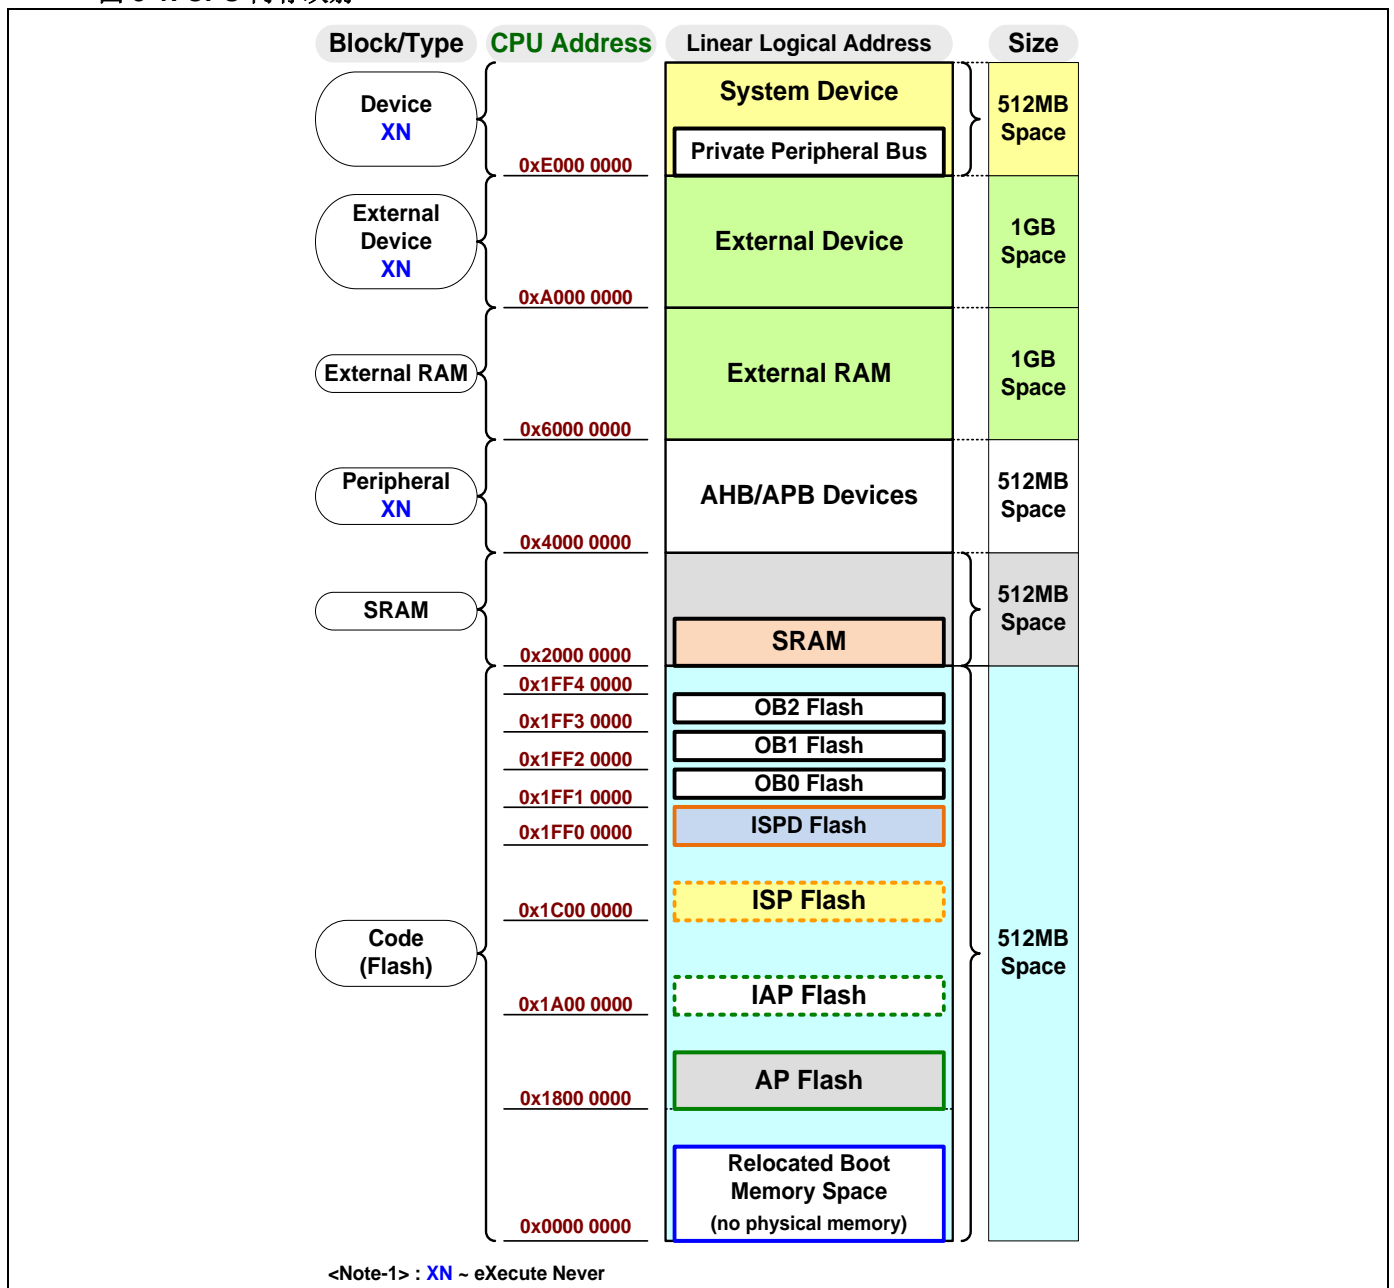 Block/Type CPU Address Linear Logical Address Size
System Device
Device
XN
512MB
Space
Private Peripheral Bus
0xE000 0000
External
Device
XN
External Device
1GB
Space
0xA000 0000
External RAM
External RAM
1GB
Space
0x6000 0000
Peripheral
XN
AHB/APB Devices
512MB
Space
0x4000 0000
SRAM
512MB
Space
SRAM
0x2000 0000
0x1FF4 0000
OB2 Flash
0x1FF3 0000
OB1 Flash
0x1FF2 0000
OB0 Flash
0x1FF1 0000
ISPD Flash
0x1FF0 0000
ISP Flash
0x1C00 0000
Code
(Flash)
512MB
Space
IAP Flash
0x1A00 0000
AP Flash
0x1800 0000
Relocated Boot
Memory Space
(no physical memory)
0x0000 0000
<Note-1> : XN ~ eXecute Never